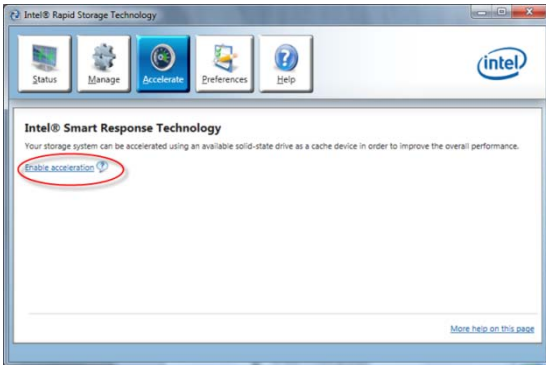 Intel® Rapid Storage Technology
Status Manage Accelerate Preferences Help
intel
Intel® Smart Response Technology
Your storage system can be accelerated using an available solid-state drive as a cache device in order to improve the overall performance.
Enable acceleration ?
More help on this page